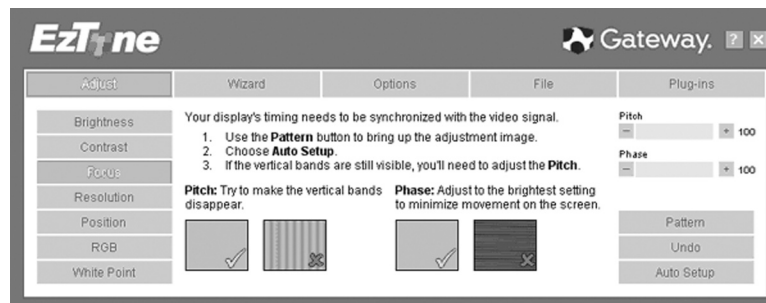 EzTune
Gateway. ? x
Adjust Wizard Options File Plug-ins
Brightness
Contrast
Focus
Resolution
Position
RGB
White Point
Your display's timing needs to be synchronized with the video signal.
1. Use the Pattern button to bring up the adjustment image.
2. Choose Auto Setup.
3. If the vertical bands are still visible, you'll need to adjust the Pitch.
Pitch: Try to make the vertical bands
disappear.
Phase: Adjust to the brightest setting
to minimize movement on the screen.
Pitch
− + 100
Phase
− + 100
Pattern
Undo
Auto Setup